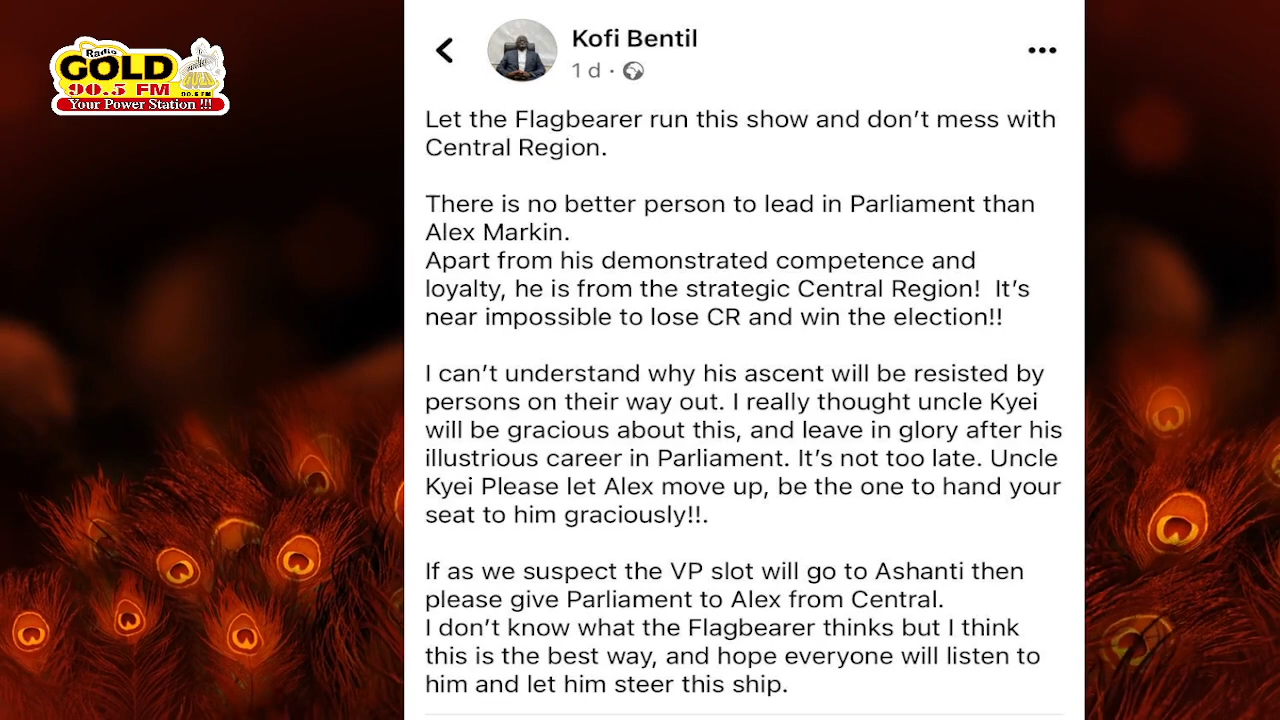 Radio
GOLD
90.5 FM
90.5 FM
Your Power Station !!!
Kofi Bentil
1 d ·
Let the Flagbearer run this show and don’t mess with
Central Region.
There is no better person to lead in Parliament than
Alex Markin.
Apart from his demonstrated competence and
loyalty, he is from the strategic Central Region!  It’s
near impossible to lose CR and win the election!!
I can’t understand why his ascent will be resisted by
persons on their way out. I really thought uncle Kyei
will be gracious about this, and leave in glory after his
illustrious career in Parliament. It’s not too late. Uncle
Kyei Please let Alex move up, be the one to hand your
seat to him graciously!!.
If as we suspect the VP slot will go to Ashanti then
please give Parliament to Alex from Central.
I don’t know what the Flagbearer thinks but I think
this is the best way, and hope everyone will listen to
him and let him steer this ship.